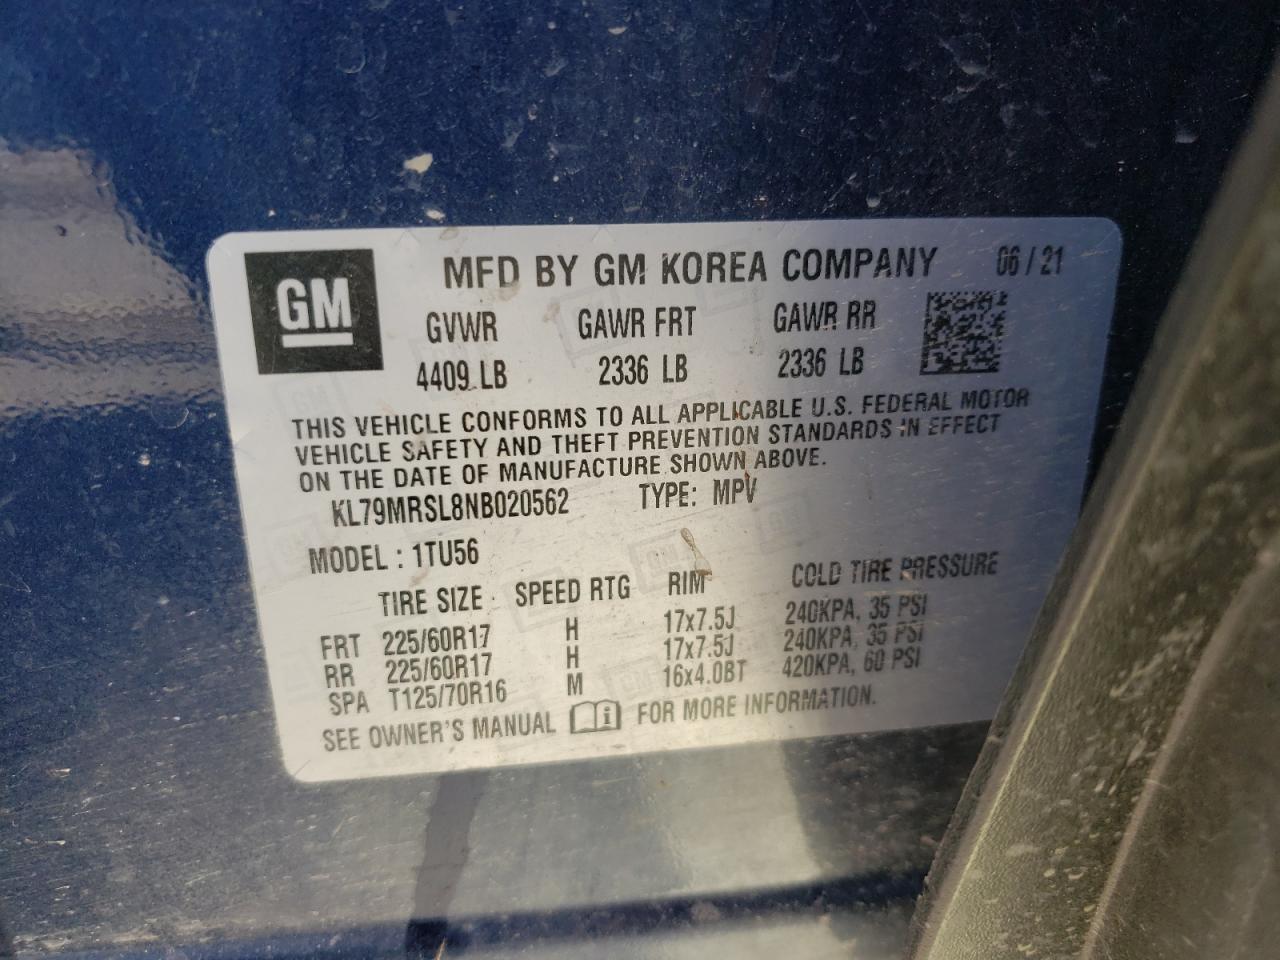 GM
MFD BY GM KOREA COMPANY 06/21
GVWR GAWR FRT GAWR RR
4409 LB 2336 LB 2336 LB
THIS VEHICLE CONFORMS TO ALL APPLICABLE U.S. FEDERAL MOTOR
VEHICLE SAFETY AND THEFT PREVENTION STANDARDS IN EFFECT
ON THE DATE OF MANUFACTURE SHOWN ABOVE.
KL79MRSL8NB020562 TYPE: MPV
MODEL : 1TU56
TIRE SIZE SPEED RTG RIM COLD TIRE PRESSURE
FRT 225/60R17 H 17x7.5J 240KPA, 35 PSI
RR 225/60R17 H 17x7.5J 240KPA, 35 PSI
SPA T125/70R16 M 16x4.0BT 420KPA, 60 PSI
SEE OWNER'S MANUAL i FOR MORE INFORMATION.